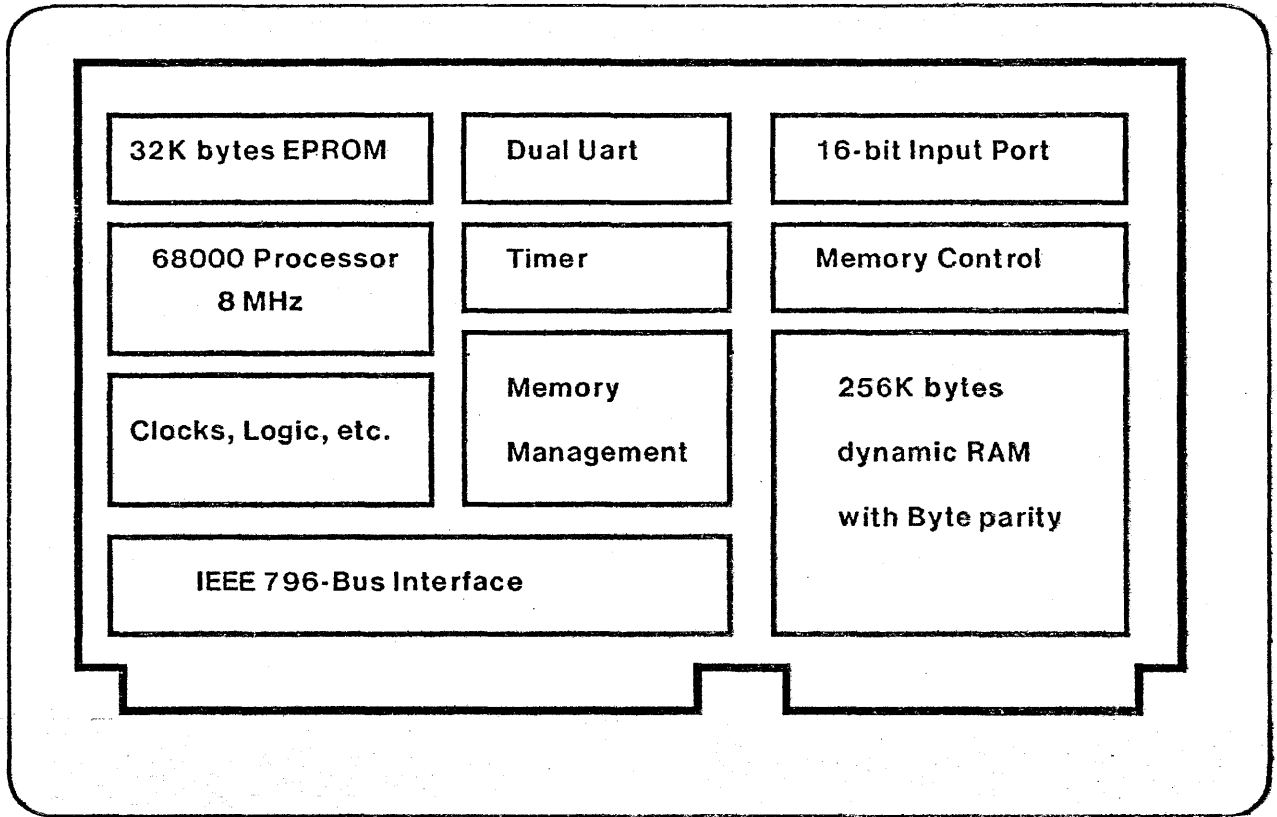 32K bytes EPROM
Dual Uart
16-bit Input Port
68000 Processor
8 MHz
Timer
Memory Control
Clocks, Logic, etc.
Memory
Management
256K bytes
dynamic RAM
with Byte parity
IEEE 796-Bus Interface